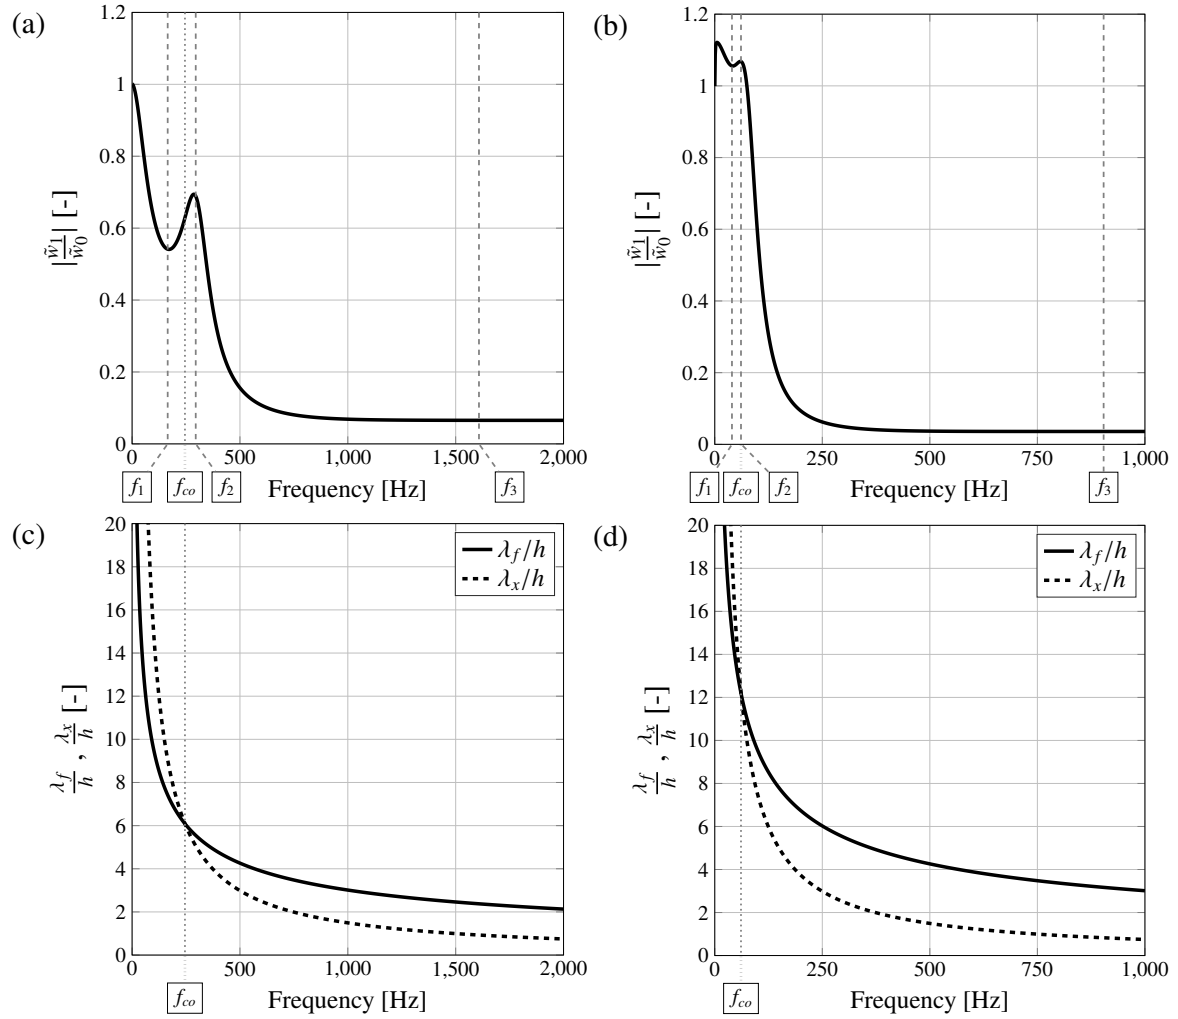 (a)
|w̃1/w̃0| [-]
1.2
1
0.8
0.6
0.4
0.2
0
0 500 1,000 1,500 2,000
f1 fco f2 Frequency [Hz] f3
(b)
|w̃1/w̃0| [-]
1.2
1
0.8
0.6
0.4
0.2
0
0 250 500 750 1,000
f1 fco f2 Frequency [Hz] f3
(c)
λf/h , λx/h [-]
20
18
16
14
12
10
8
6
4
2
0
λf/h
λx/h
0 500 1,000 1,500 2,000
fco Frequency [Hz]
(d)
λf/h , λx/h [-]
20
18
16
14
12
10
8
6
4
2
0
λf/h
λx/h
0 250 500 750 1,000
fco Frequency [Hz]